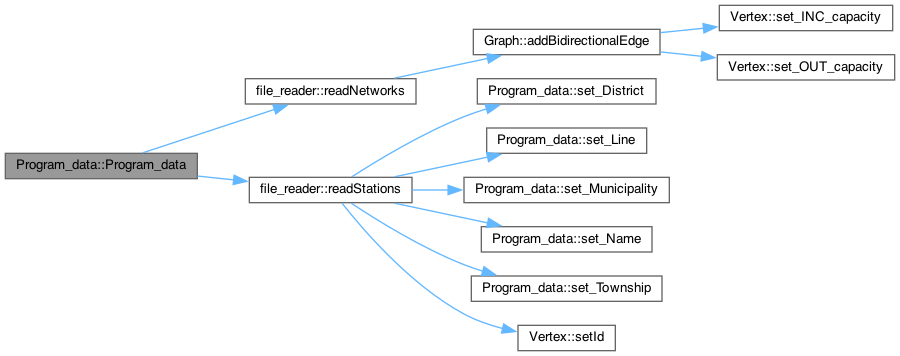 Program_data::Program_data
file_reader::readNetworks
Graph::addBidirectionalEdge
Vertex::set_INC_capacity
Vertex::set_OUT_capacity
file_reader::readStations
Program_data::set_District
Program_data::set_Line
Program_data::set_Municipality
Program_data::set_Name
Program_data::set_Township
Vertex::setId